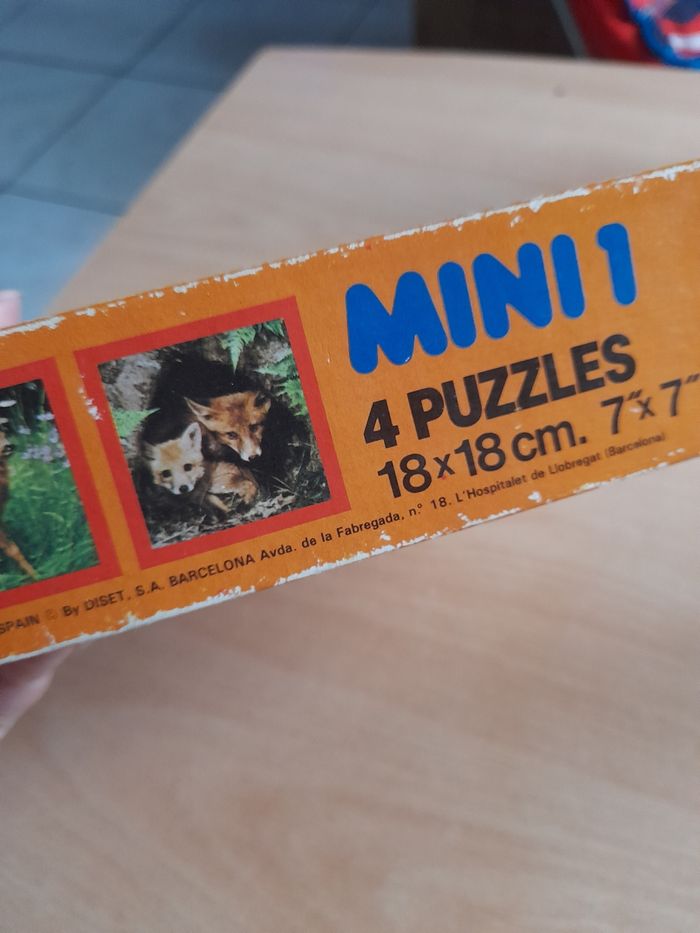 MINI 1
4 PUZZLES
18x18 cm. 7"x 7"
SPAIN © By DISET, S.A. BARCELONA Avda. de la Fabregada, n.º 18. L'Hospitalet de Llobregat (Barcelona)